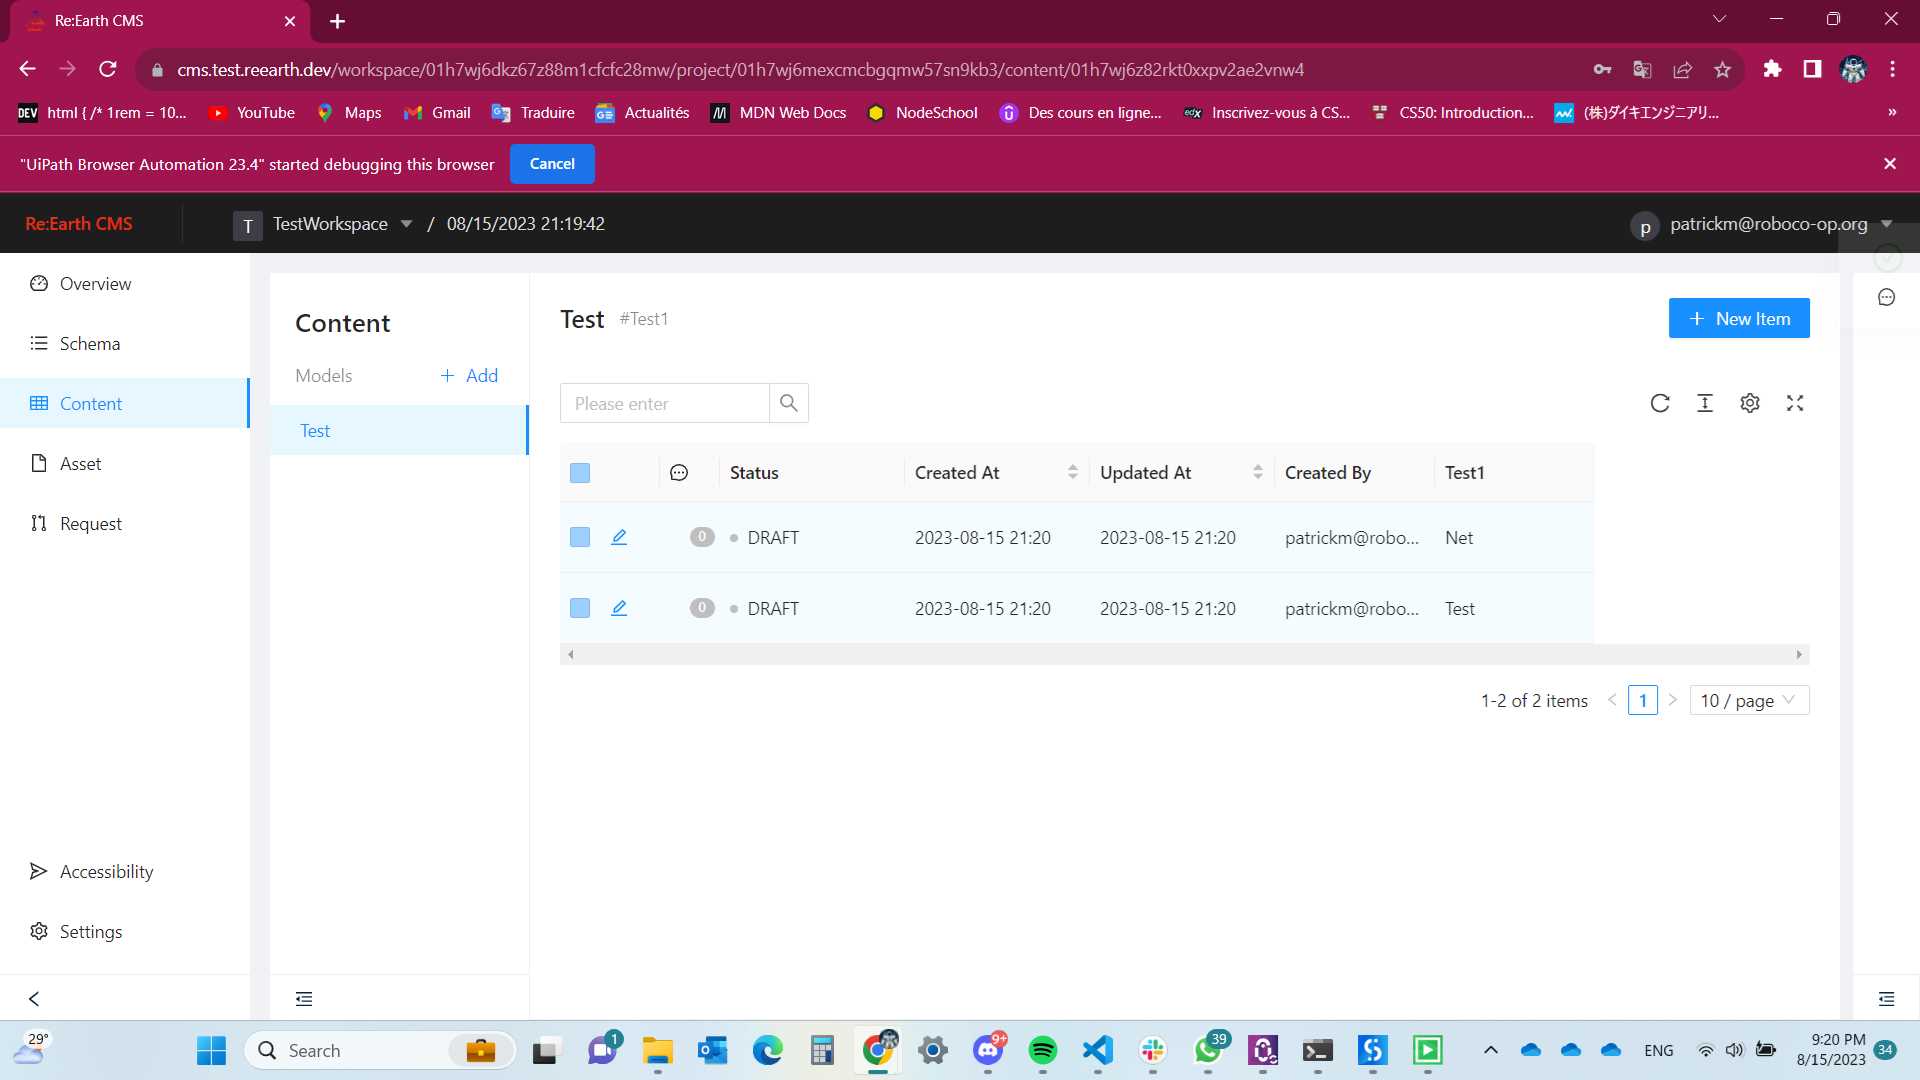 Re:Earth CMS
cms.test.reearth.dev/workspace/01h7wj6dkz67z88m1cfcfc28mw/project/01h7wj6mexcmcbgqmw57sn9kb3/content/01h7wj6z82rkt0xxpv2ae2vnw4
DEV html { /* 1rem = 10... YouTube Maps Gmail Traduire Actualités MDN Web Docs NodeSchool Des cours en ligne... edX Inscrivez-vous à CS... CS50: Introduction... (株)ダイキエンジニアリ... »
"UiPath Browser Automation 23.4" started debugging this browser Cancel
Re:Earth CMS T TestWorkspace / 08/15/2023 21:19:42 p patrickm@roboco-op.org
Overview
Schema
Content
Asset
Request
Accessibility
Settings
Content
Models + Add
Test
Test #Test1 + New Item
Please enter
Status Created At Updated At Created By Test1
0 DRAFT 2023-08-15 21:20 2023-08-15 21:20 patrickm@robo... Net
0 DRAFT 2023-08-15 21:20 2023-08-15 21:20 patrickm@robo... Test
1-2 of 2 items < 1 > 10 / page
29° Search 1 9+ 39 ENG 9:20 PM
8/15/2023 34